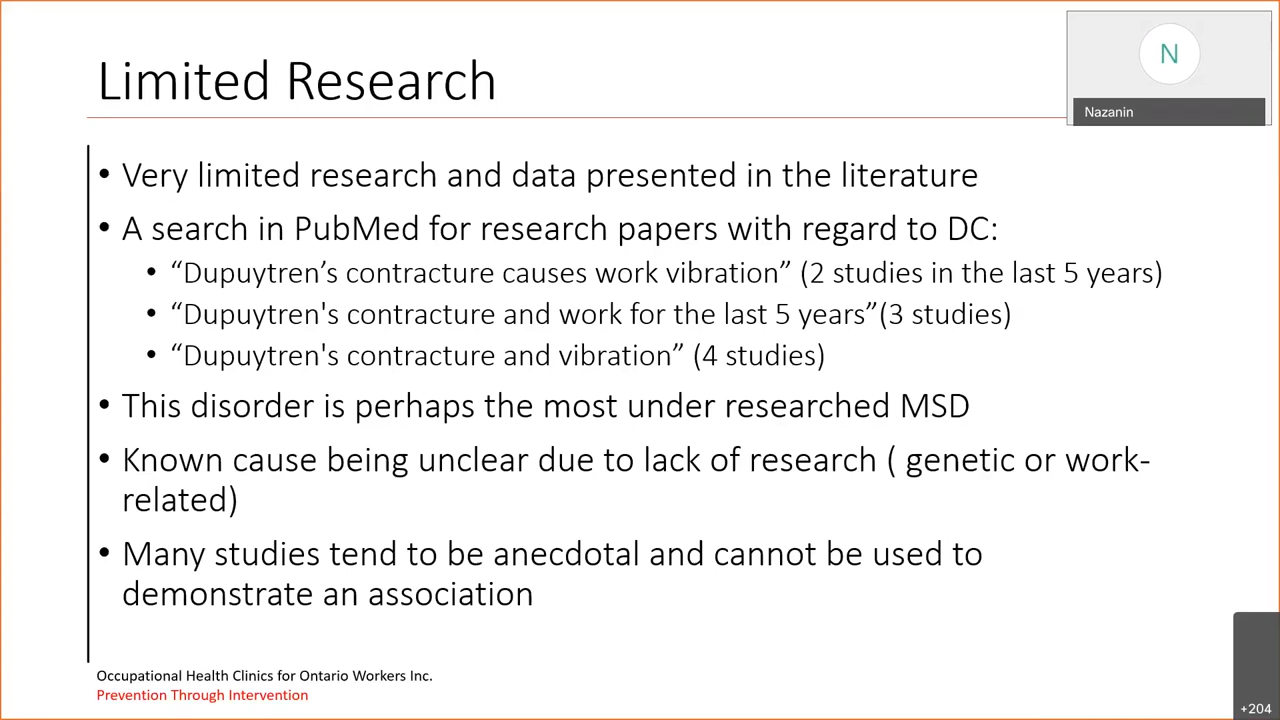 Limited Research
N
Nazanin
• Very limited research and data presented in the literature
• A search in PubMed for research papers with regard to DC:
• “Dupuytren’s contracture causes work vibration” (2 studies in the last 5 years)
• “Dupuytren's contracture and work for the last 5 years”(3 studies)
• “Dupuytren's contracture and vibration” (4 studies)
• This disorder is perhaps the most under researched MSD
• Known cause being unclear due to lack of research ( genetic or work-
related)
• Many studies tend to be anecdotal and cannot be used to
demonstrate an association
Occupational Health Clinics for Ontario Workers Inc.
Prevention Through Intervention
+204